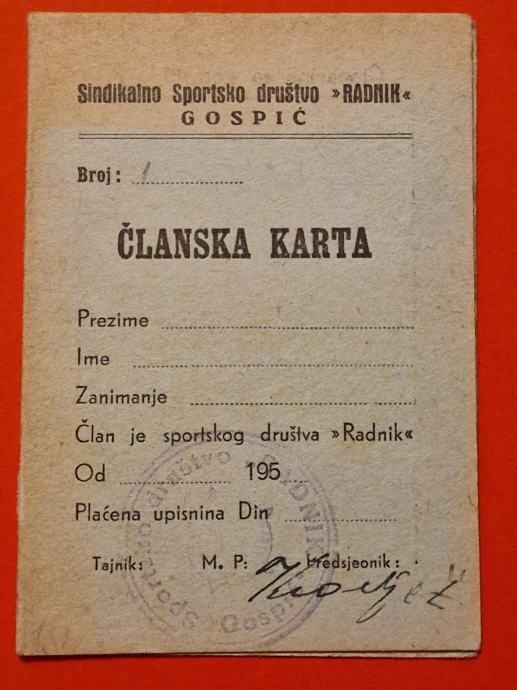 Sindikalno Sportsko društvo »RADNIK«
GOSPIĆ
Broj: 1
ČLANSKA KARTA
Prezime
Ime
Zanimanje
Član je sportskog društva »Radnik«
Od 195
Plaćena upisnina Din
Tajnik: M. P: Predsjeonik:
RADNIK